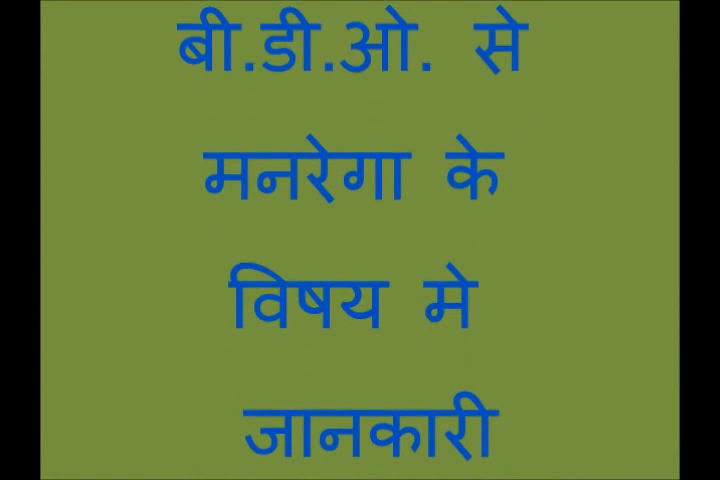 बी.डी.ओ. से
मनरेगा के
विषय मे
जानकारी